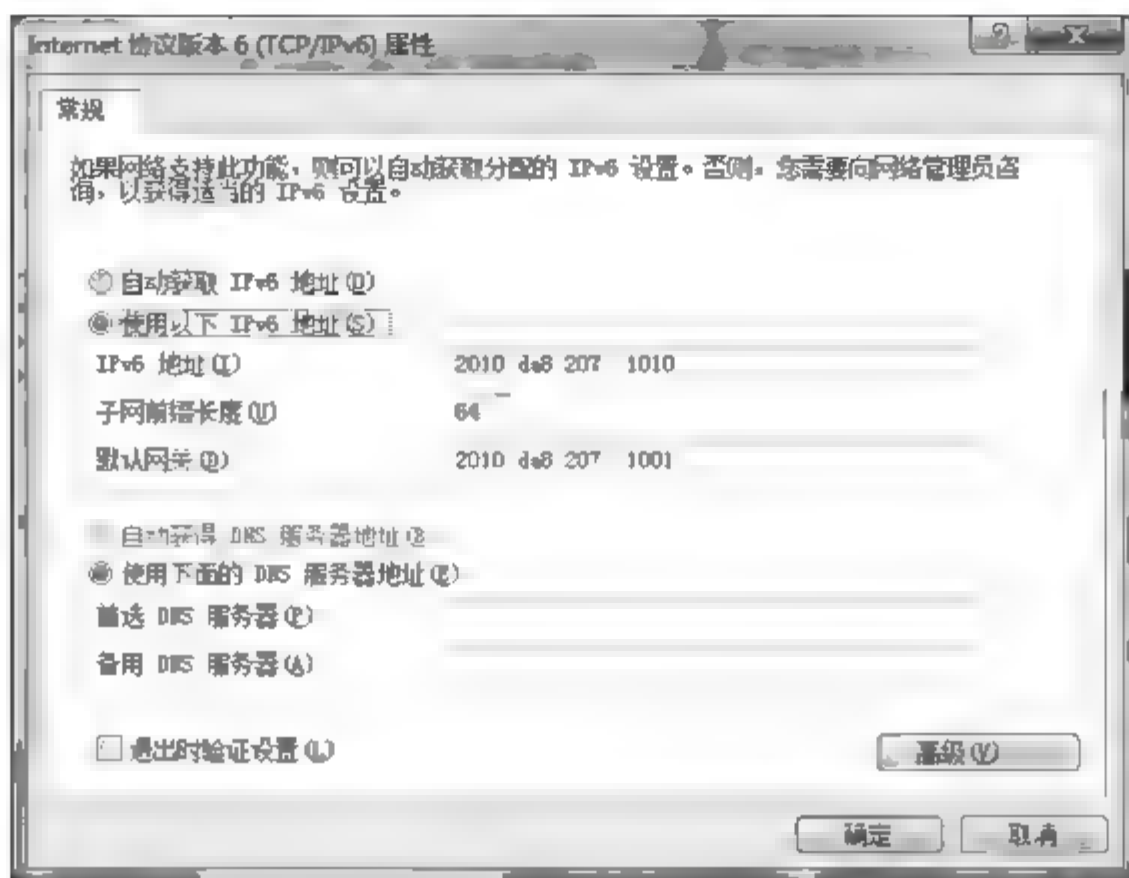 Internet 协议版本 6 (TCP/IPv6) 属性
常规
如果网络支持此功能,则可以自动获取分配的 IPv6 设置。否则,您需要向网络管理员咨
询,以获得适当的 IPv6 设置。
自动获取 IPv6 地址(O)
使用以下 IPv6 地址(S)
IPv6 地址(I) 2010 da8 207 1010
子网前缀长度(U) 64
默认网关(D) 2010 da8 207 1001
自动获得 DNS 服务器地址(B
使用下面的 DNS 服务器地址(E)
首选 DNS 服务器(P)
备用 DNS 服务器(A)
退出时验证设置(L)
高级(V)
确定 取消